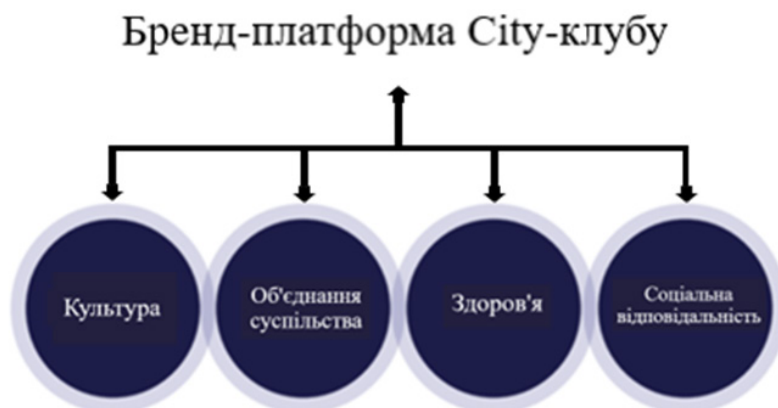 Бренд-платформа City-клубу
Культура
Об'єднання
суспільства
Здоров'я
Соціальна
відповідальність